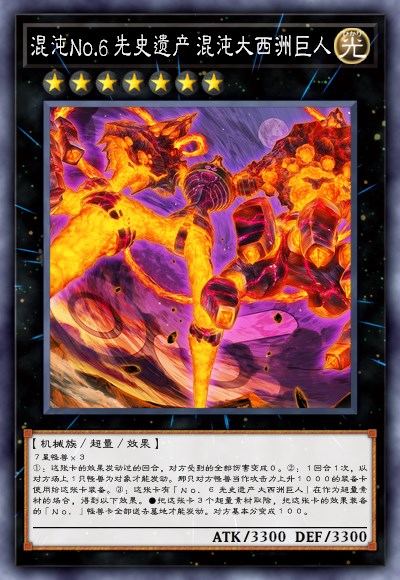 混沌No.6 先史遗产 混沌大西洲巨人
ひかり
光
【机械族／超量／效果】
7星怪兽×3
①：这张卡的效果发动过的回合，对方受到的全部伤害变成0。②：1回合1次，以
对方场上1只怪兽为对象才能发动。那只对方怪兽当作攻击力上升1000的装备卡
使用给这张卡装备。③：这张卡有「No．6 先史遗产 大西洲巨人」在作为超量素
材的场合，得到以下效果。●把这张卡3个超量素材取除，把这张卡的效果装备
的「No．」怪兽卡全部送去墓地才能发动。对方基本分变成100。
ATK/3300 DEF/3300